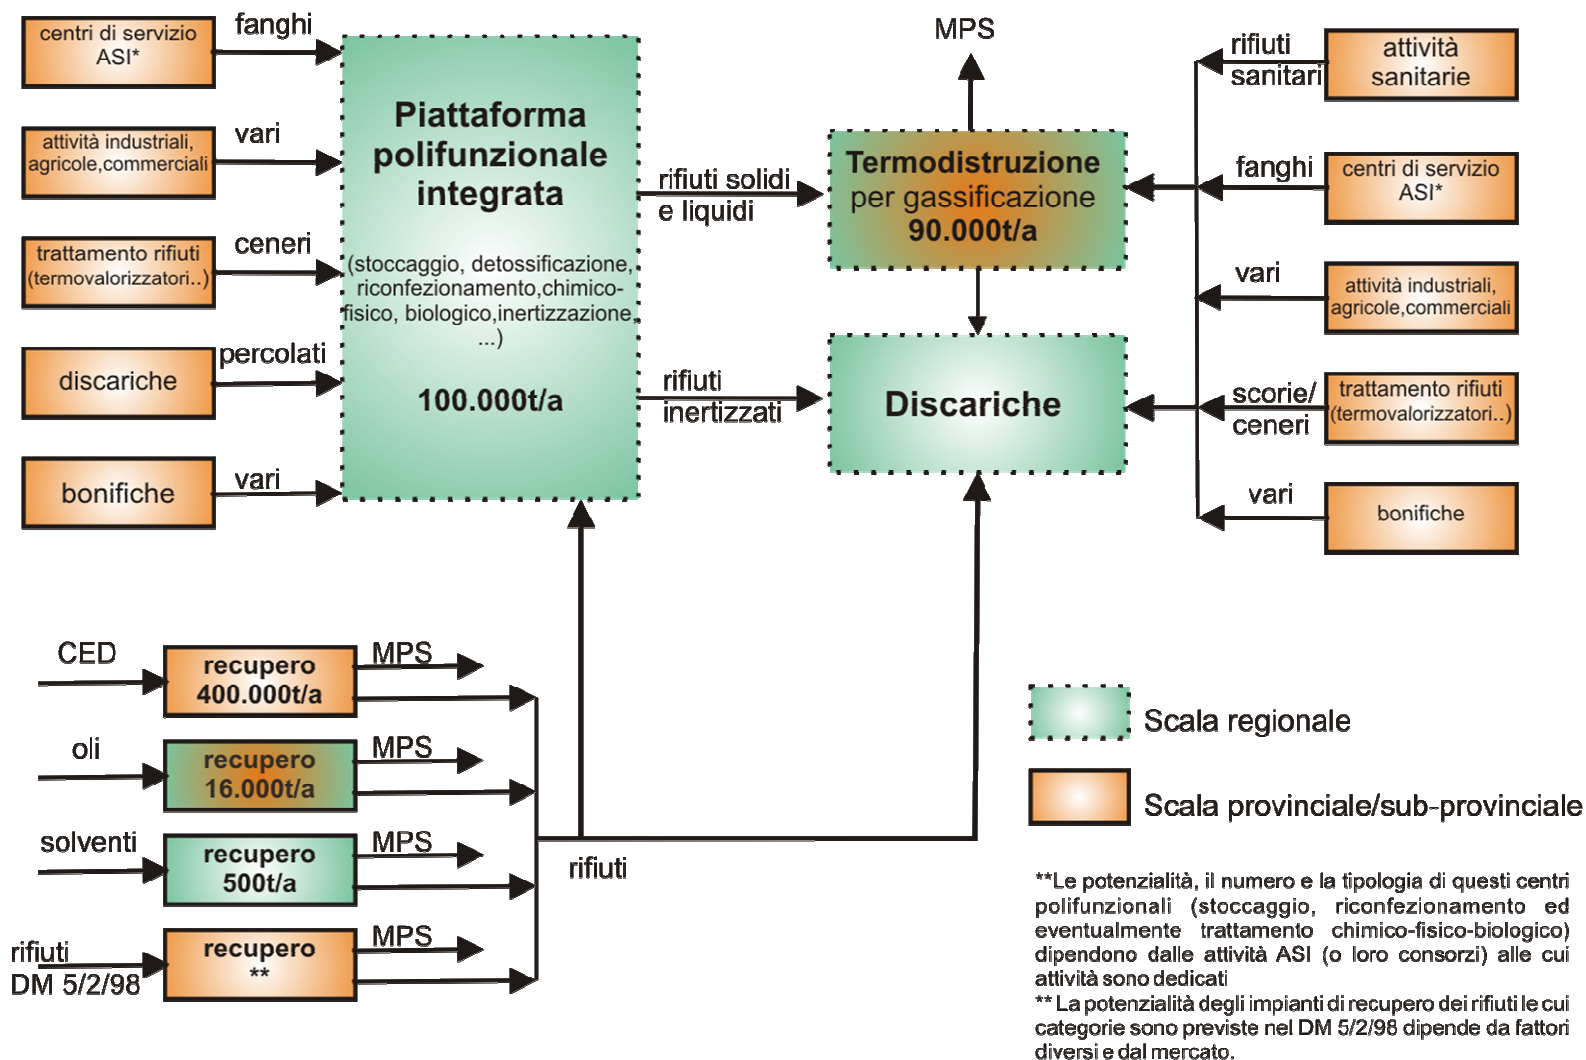 centri di servizio
ASI*
fanghi
attività industriali,
agricole,commerciali
vari
trattamento rifiuti
(termovalorizzatori..)
ceneri
discariche
percolati
bonifiche
vari
Piattaforma
polifunzionale
integrata
(stoccaggio, detossificazione,
riconfezionamento,chimico-
fisico, biologico,inertizzazione,
...)
100.000t/a
rifiuti solidi
e liquidi
rifiuti
inertizzati
MPS
Termodistruzione
per gassificazione
90.000t/a
Discariche
rifiuti
sanitari
attività
sanitarie
fanghi
centri di servizio
ASI*
vari
attività industriali,
agricole,commerciali
scorie/
ceneri
trattamento rifiuti
(termovalorizzatori..)
vari
bonifiche
CED
recupero
400.000t/a
MPS
oli
recupero
16.000t/a
MPS
solventi
recupero
500t/a
MPS
rifiuti
DM 5/2/98
recupero
**
MPS
rifiuti
Scala regionale
Scala provinciale/sub-provinciale
**Le potenzialità, il numero e la tipologia di questi centri
polifunzionali (stoccaggio, riconfezionamento ed
eventualmente trattamento chimico-fisico-biologico)
dipendono dalle attività ASI (o loro consorzi) alle cui
attività sono dedicati
** La potenzialità degli impianti di recupero dei rifiuti le cui
categorie sono previste nel DM 5/2/98 dipende da fattori
diversi e dal mercato.